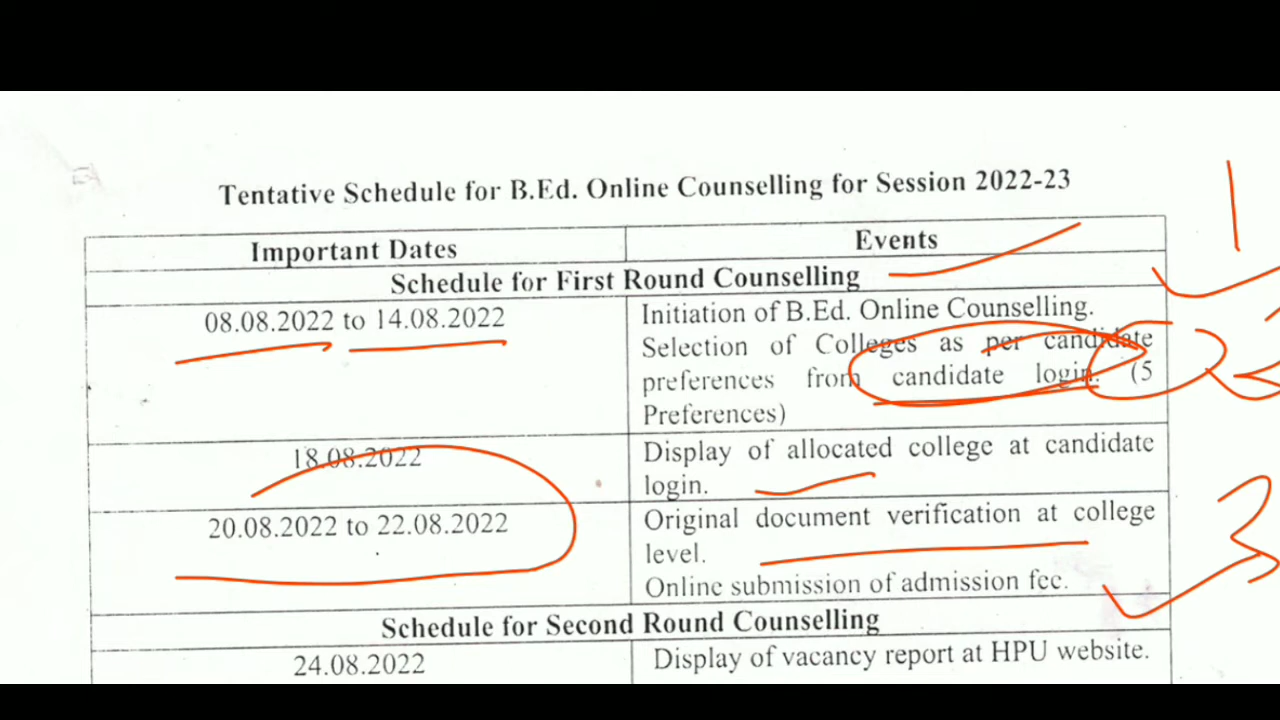 Tentative Schedule for B.Ed. Online Counselling for Session 2022-23
Important Dates
Events
Schedule for First Round Counselling
08.08.2022 to 14.08.2022
Initiation of B.Ed. Online Counselling.
Selection of Colleges as per candidate
preferences from candidate login. (5
Preferences)
18.08.2022
Display of allocated college at candidate
login.
20.08.2022 to 22.08.2022
Original document verification at college
level.
Online submission of admission fee.
Schedule for Second Round Counselling
24.08.2022
Display of vacancy report at HPU website.
1
3